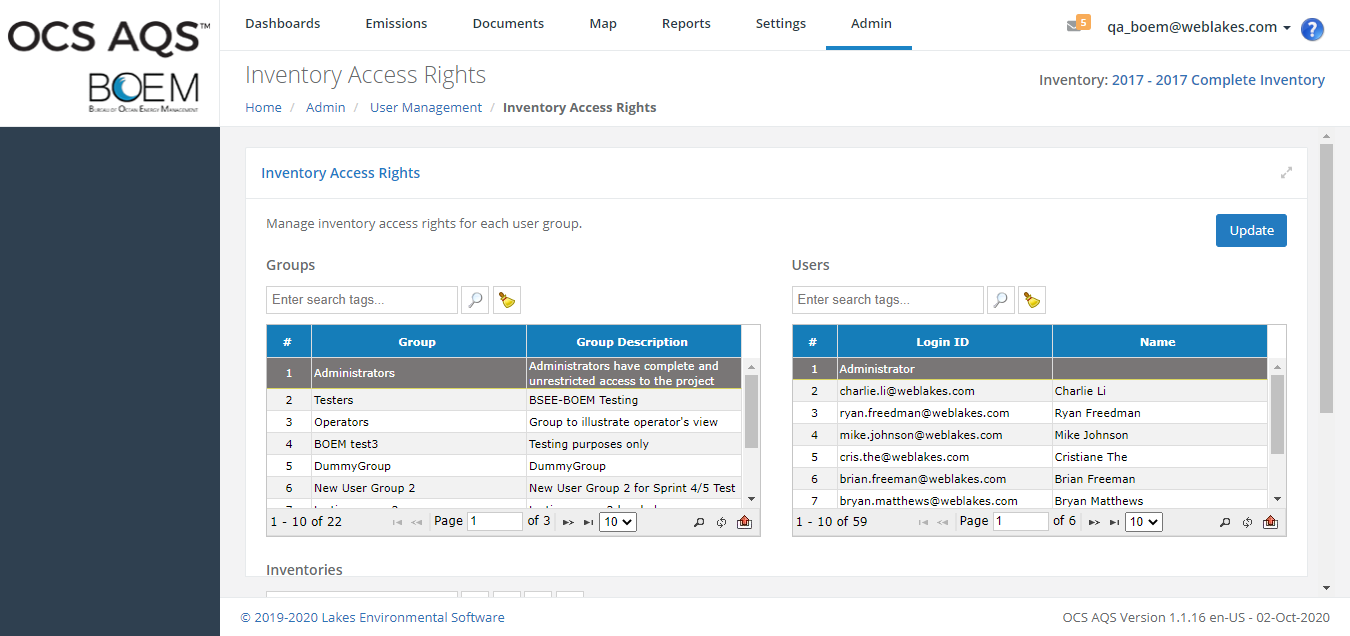 OCS AQS™
BOEM
BUREAU OF OCEAN ENERGY MANAGEMENT
Dashboards Emissions Documents Map Reports Settings Admin
5 qa_boem@weblakes.com ?
Inventory Access Rights
Inventory: 2017 - 2017 Complete Inventory
Home / Admin / User Management / Inventory Access Rights
Inventory Access Rights
Manage inventory access rights for each user group.
Update
Groups
Enter search tags...
# Group Group Description
1 Administrators Administrators have complete and
unrestricted access to the project
2 Testers BSEE-BOEM Testing
3 Operators Group to illustrate operator's view
4 BOEM test3 Testing purposes only
5 DummyGroup DummyGroup
6 New User Group 2 New User Group 2 for Sprint 4/5 Test
1 - 10 of 22 Page 1 of 3 10
Users
Enter search tags...
# Login ID Name
1 Administrator
2 charlie.li@weblakes.com Charlie Li
3 ryan.freedman@weblakes.com Ryan Freedman
4 mike.johnson@weblakes.com Mike Johnson
5 cris.the@weblakes.com Cristiane The
6 brian.freeman@weblakes.com Brian Freeman
7 bryan.matthews@weblakes.com Bryan Matthews
1 - 10 of 59 Page 1 of 6 10
Inventories
© 2019-2020 Lakes Environmental Software
OCS AQS Version 1.1.16 en-US - 02-Oct-2020